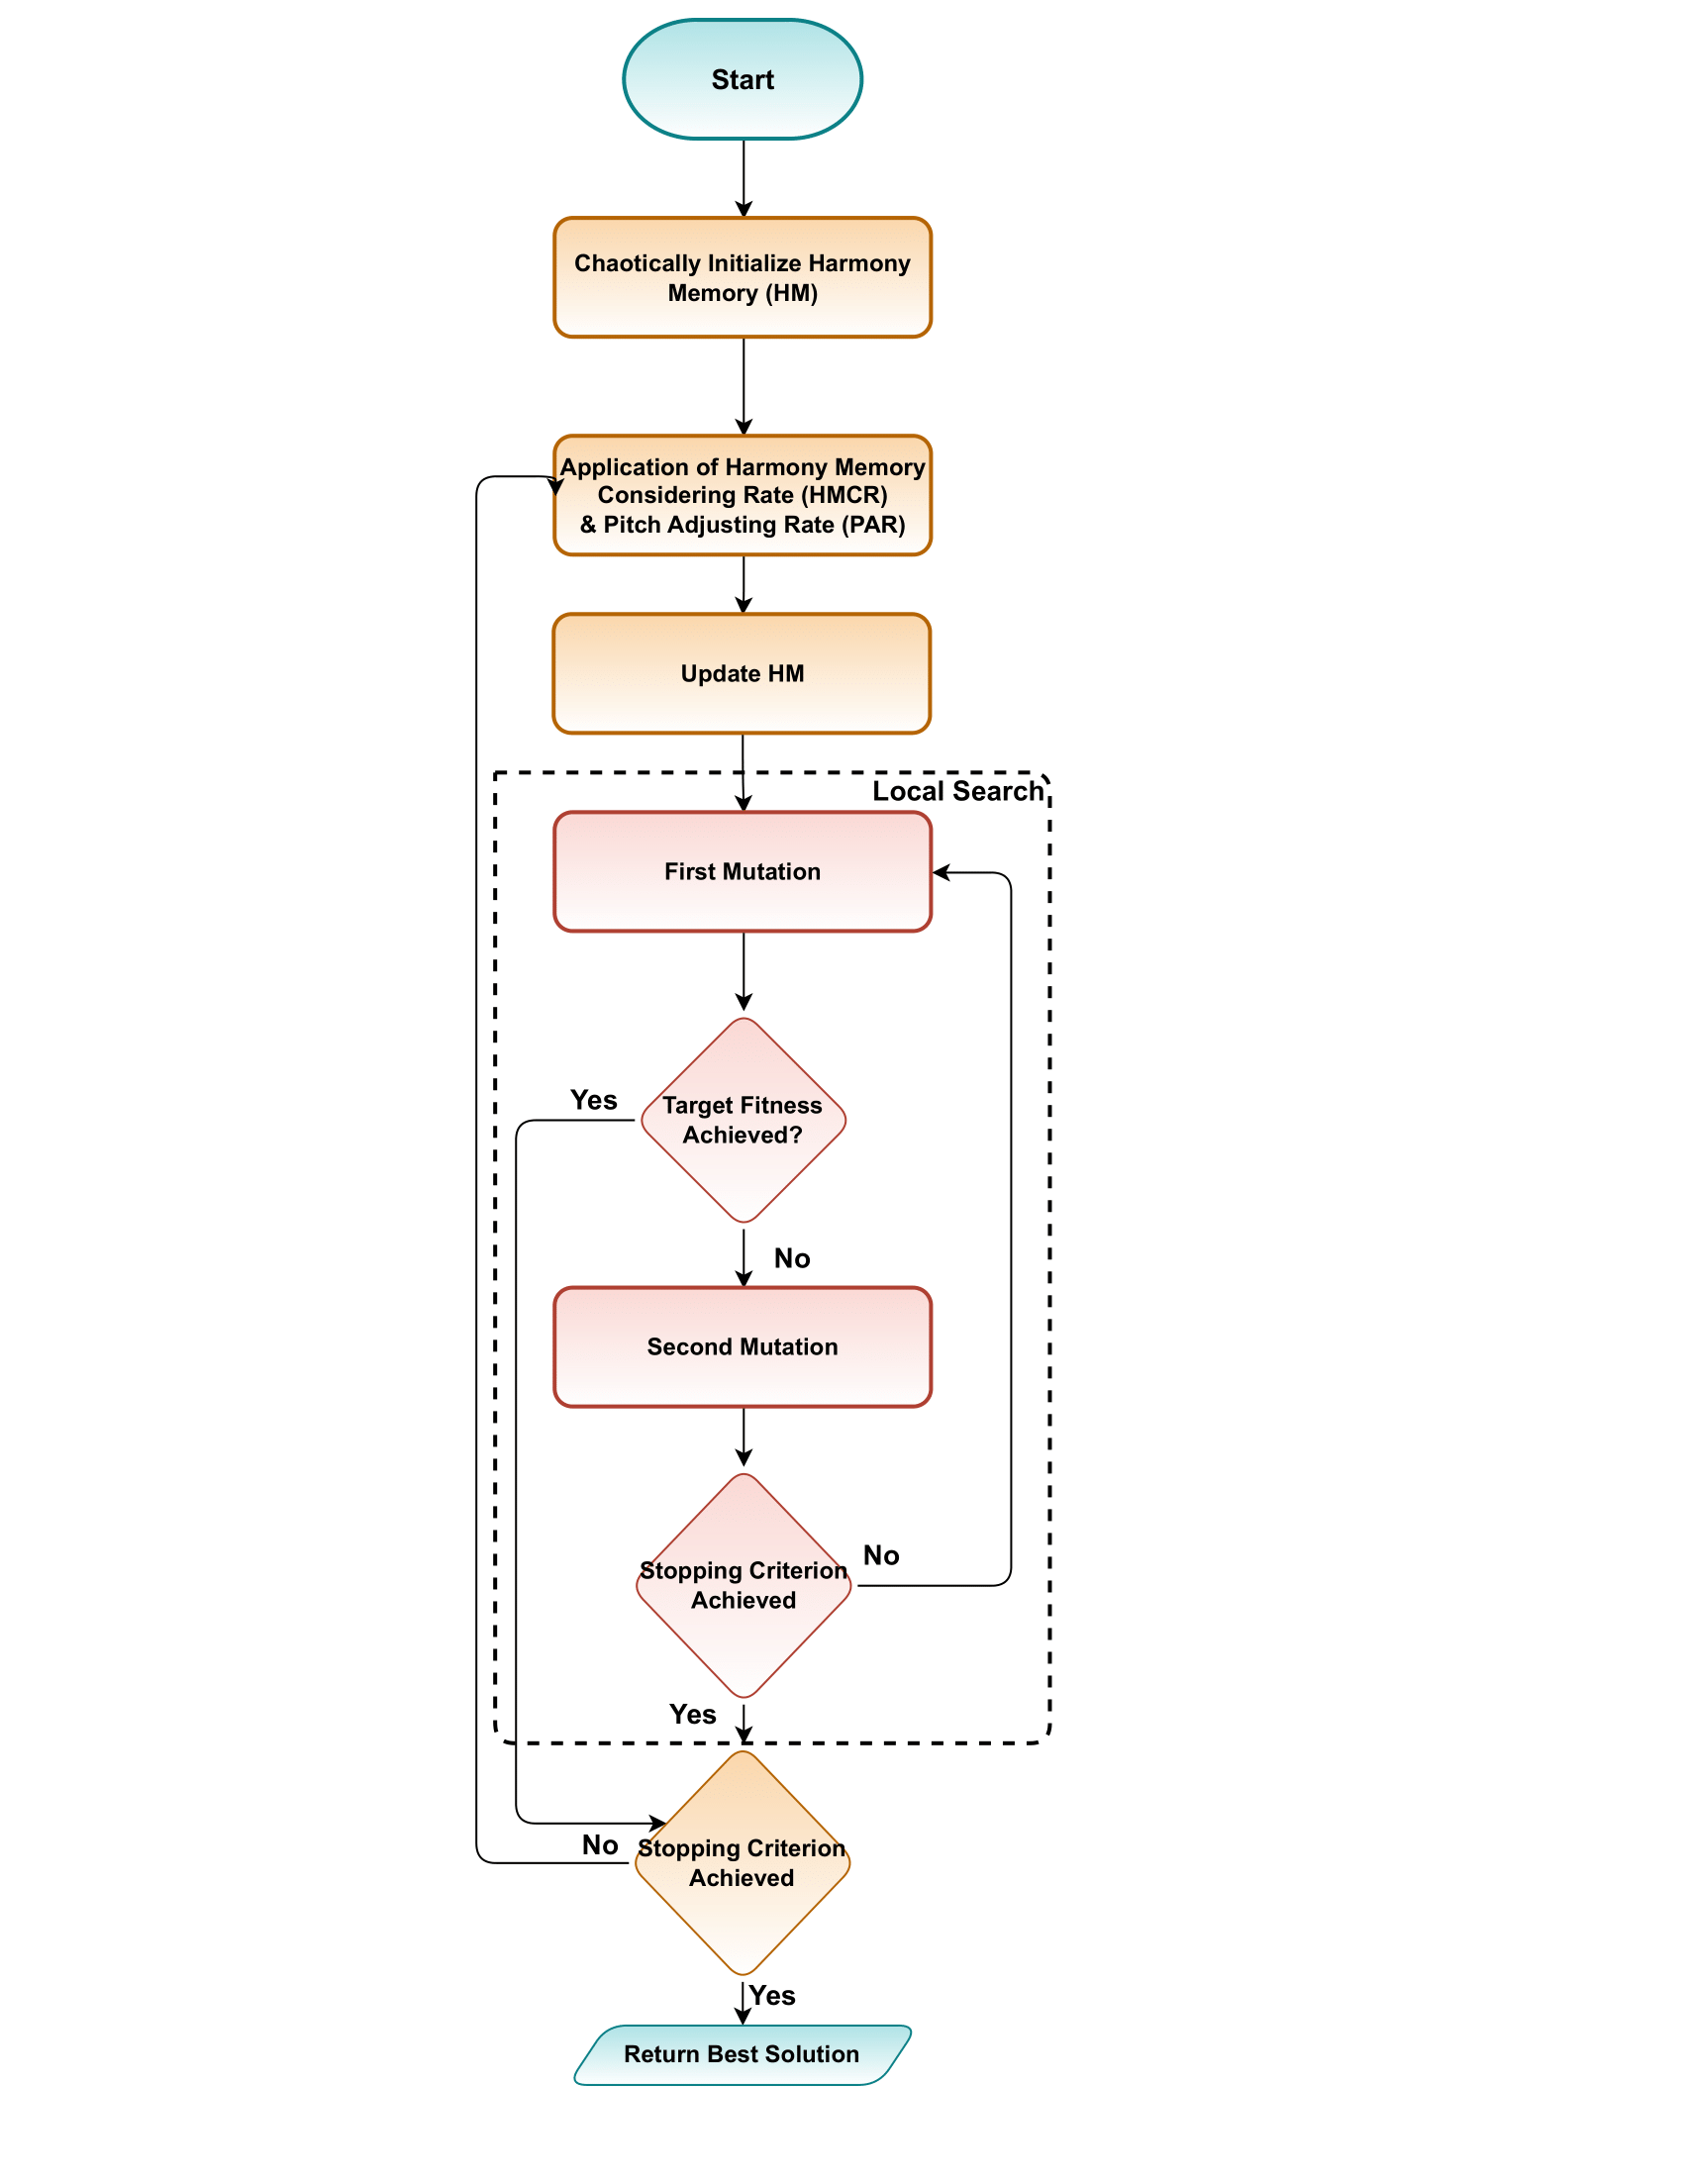 Start
Chaotically Initialize Harmony
Memory (HM)
Application of Harmony Memory
Considering Rate (HMCR)
& Pitch Adjusting Rate (PAR)
Update HM
Local Search
First Mutation
Yes
Target Fitness
Achieved?
No
Second Mutation
No
Stopping Criterion
Achieved
Yes
No
Stopping Criterion
Achieved
Yes
Return Best Solution